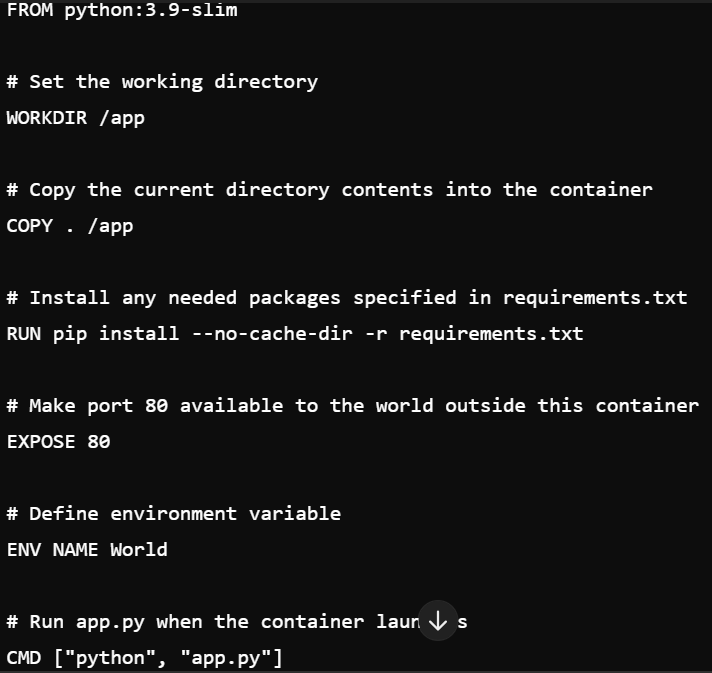 FROM python:3.9-slim
# Set the working directory
WORKDIR /app
# Copy the current directory contents into the container
COPY . /app
# Install any needed packages specified in requirements.txt
RUN pip install --no-cache-dir -r requirements.txt
# Make port 80 available to the world outside this container
EXPOSE 80
# Define environment variable
ENV NAME World
# Run app.py when the container
CMD ["python", "app.py"]